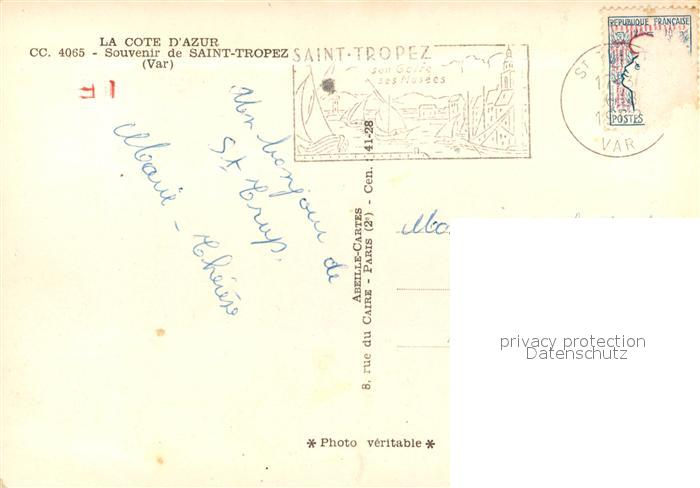 LA COTE D'AZUR
CC. 4065 - Souvenir de SAINT-TROPEZ
(Var)
SAINT-TROPEZ
son Golfe
ses Musées
REPUBLIQUE FRANÇAISE
POSTES
ST
VAR
Un bonjour de
St Trop.
Marie - Thérèse
ABEILLE-CARTES
8, rue du CAIRE - PARIS (2e) - Cen. 41-28
privacy protection
Datenschutz
* Photo véritable *